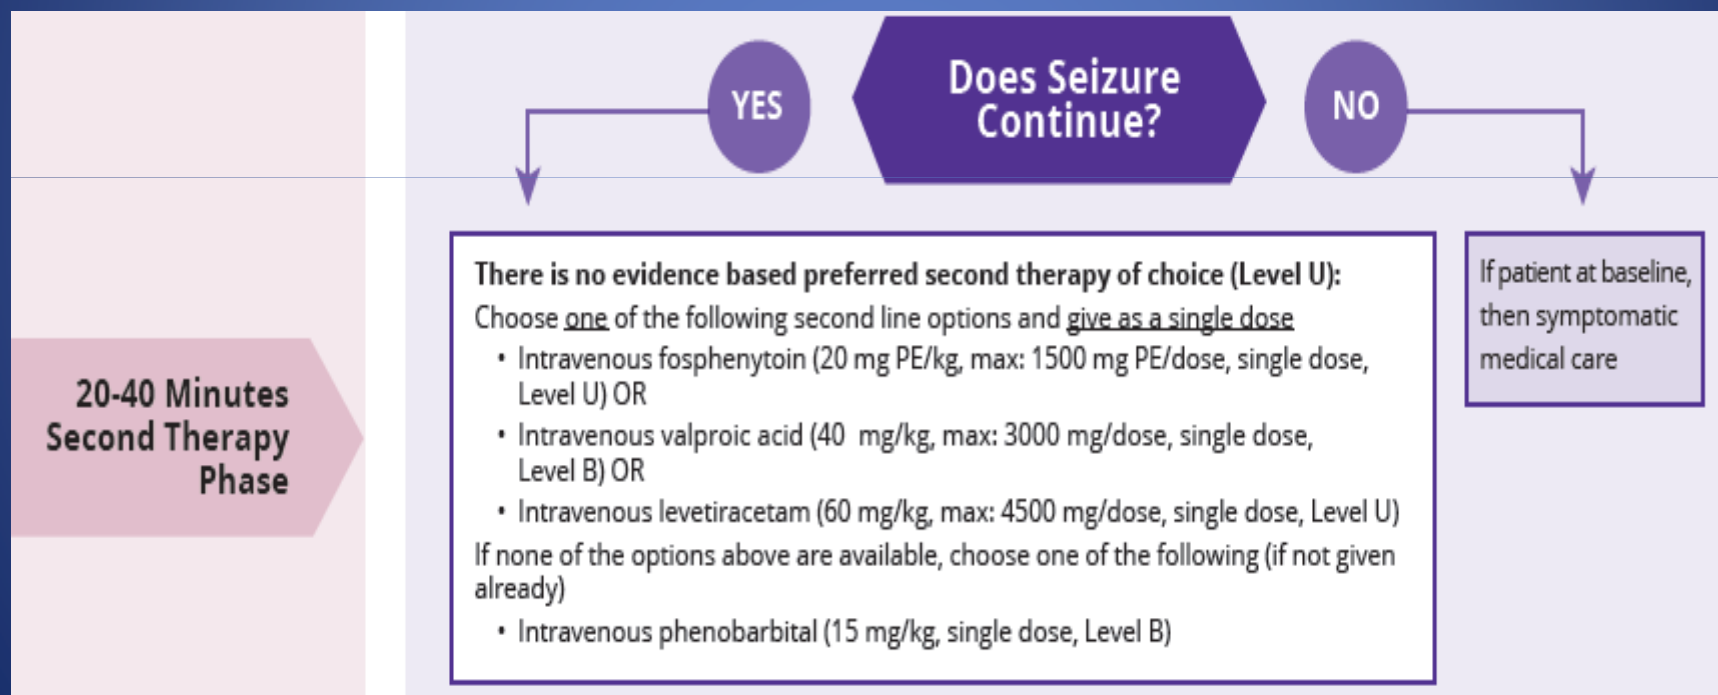 Does Seizure
Continue?
YES
NO
20-40 Minutes
Second Therapy
Phase
There is no evidence based preferred second therapy of choice (Level U):
Choose one of the following second line options and give as a single dose
• Intravenous fosphenytoin (20 mg PE/kg, max: 1500 mg PE/dose, single dose,
Level U) OR
• Intravenous valproic acid (40  mg/kg, max: 3000 mg/dose, single dose,
Level B) OR
• Intravenous levetiracetam (60 mg/kg, max: 4500 mg/dose, single dose, Level U)
If none of the options above are available, choose one of the following (if not given
already)
• Intravenous phenobarbital (15 mg/kg, single dose, Level B)
If patient at baseline,
then symptomatic
medical care